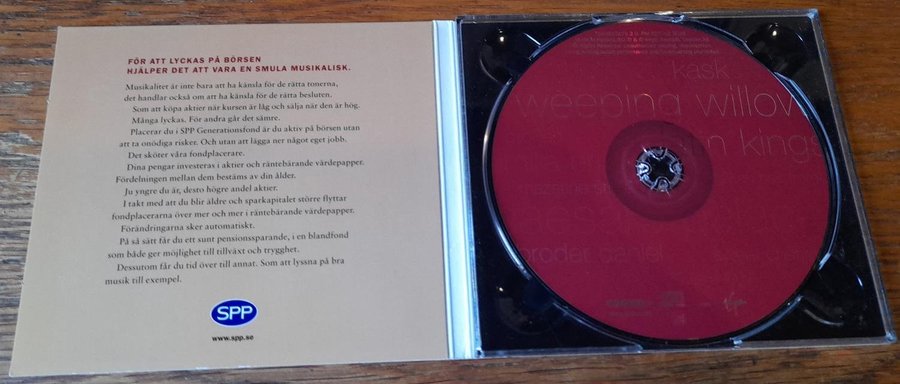 FÖR ATT LYCKAS PÅ BÖRSEN
HJÄLPER DET ATT VARA EN SMULA MUSIKALISK.
Musikalitet är inte bara att ha känsla för de rätta tonerna,
det handlar också om att ha känsla för de rätta besluten.
Som att köpa aktier när kursen är låg och sälja när den är hög.
Många lyckas. För andra går det sämre.
Placerar du i SPP Generationsfond är du aktiv på börsen utan
att ta onödiga risker. Och utan att lägga ner något eget jobb.
Det sköter våra fondplacerare.
Dina pengar investeras i aktier och räntebärande värdepapper.
Fördelningen mellan dem bestäms av din ålder.
Ju yngre du är, desto högre andel aktier.
I takt med att du blir äldre och sparkapitalet större flyttar
fondplacerarna över mer och mer i räntebärande värdepapper.
Förändringarna sker automatiskt.
På så sätt får du ett sunt pensionssparande, i en blandfond
som både ger möjlighet till tillväxt och trygghet.
Dessutom får du tid över till annat. Som att lyssna på bra
musik till exempel.
SPP
www.spp.se
kask
weeping willow
kings
broder daniel
Virgin